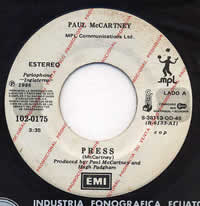 PAUL McCARTNEY
MPL Communications Ltd.
ESTEREO
Parlophone
-Inglaterra-
℗ 1986
102-0175
3:35
mpl
LADO A
PRESS
(McCartney)
Produced by: Paul McCartney and
Hugh Padgham
EMI
INDUSTRIA FONOGRAFICA ECUATO